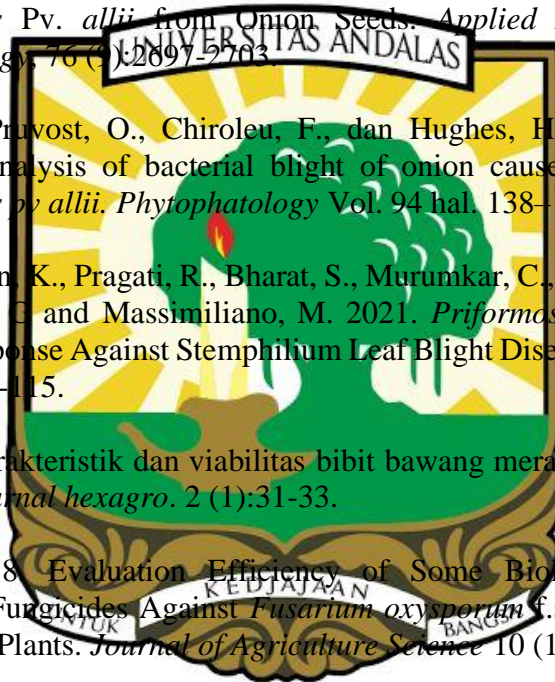 Pv. allii from Onion Seeds. Applied
76 (9):2697-2703.
UNIVERSITAS ANDALAS
Pruvost, O., Chiroleu, F., dan Hughes, H
nalysis of bacterial blight of onion cause
pv allii. Phytophatology Vol. 94 hal. 138–
n, K., Pragati, R., Bharat, S., Murumkar, C.,
G and Massimiliano, M. 2021. Priformos
ponse Against Stemphilium Leaf Blight Dise
-115.
rakteristik dan viabilitas bibit bawang mera
rnal hexagro. 2 (1):31-33.
8. Evaluation Efficiency of Some Biol
KEDJAJAAN
Fungicides Against Fusarium oxysporum f.
UNTUK BANGSA
Plants. Journal of Agriculture Science 10 (1